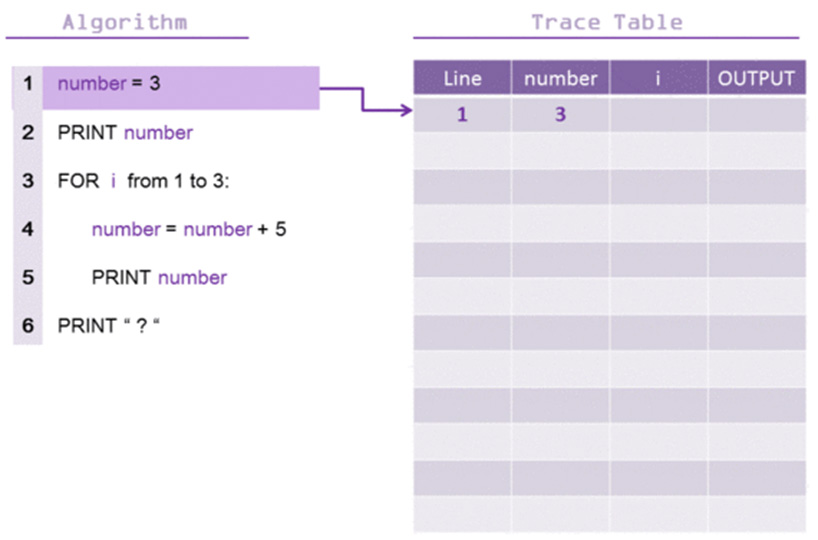 Algorithm
1 number = 3
2 PRINT number
3 FOR i from 1 to 3:
4 number = number + 5
5 PRINT number
6 PRINT “ ? “
Trace Table
Line number i OUTPUT
1 3